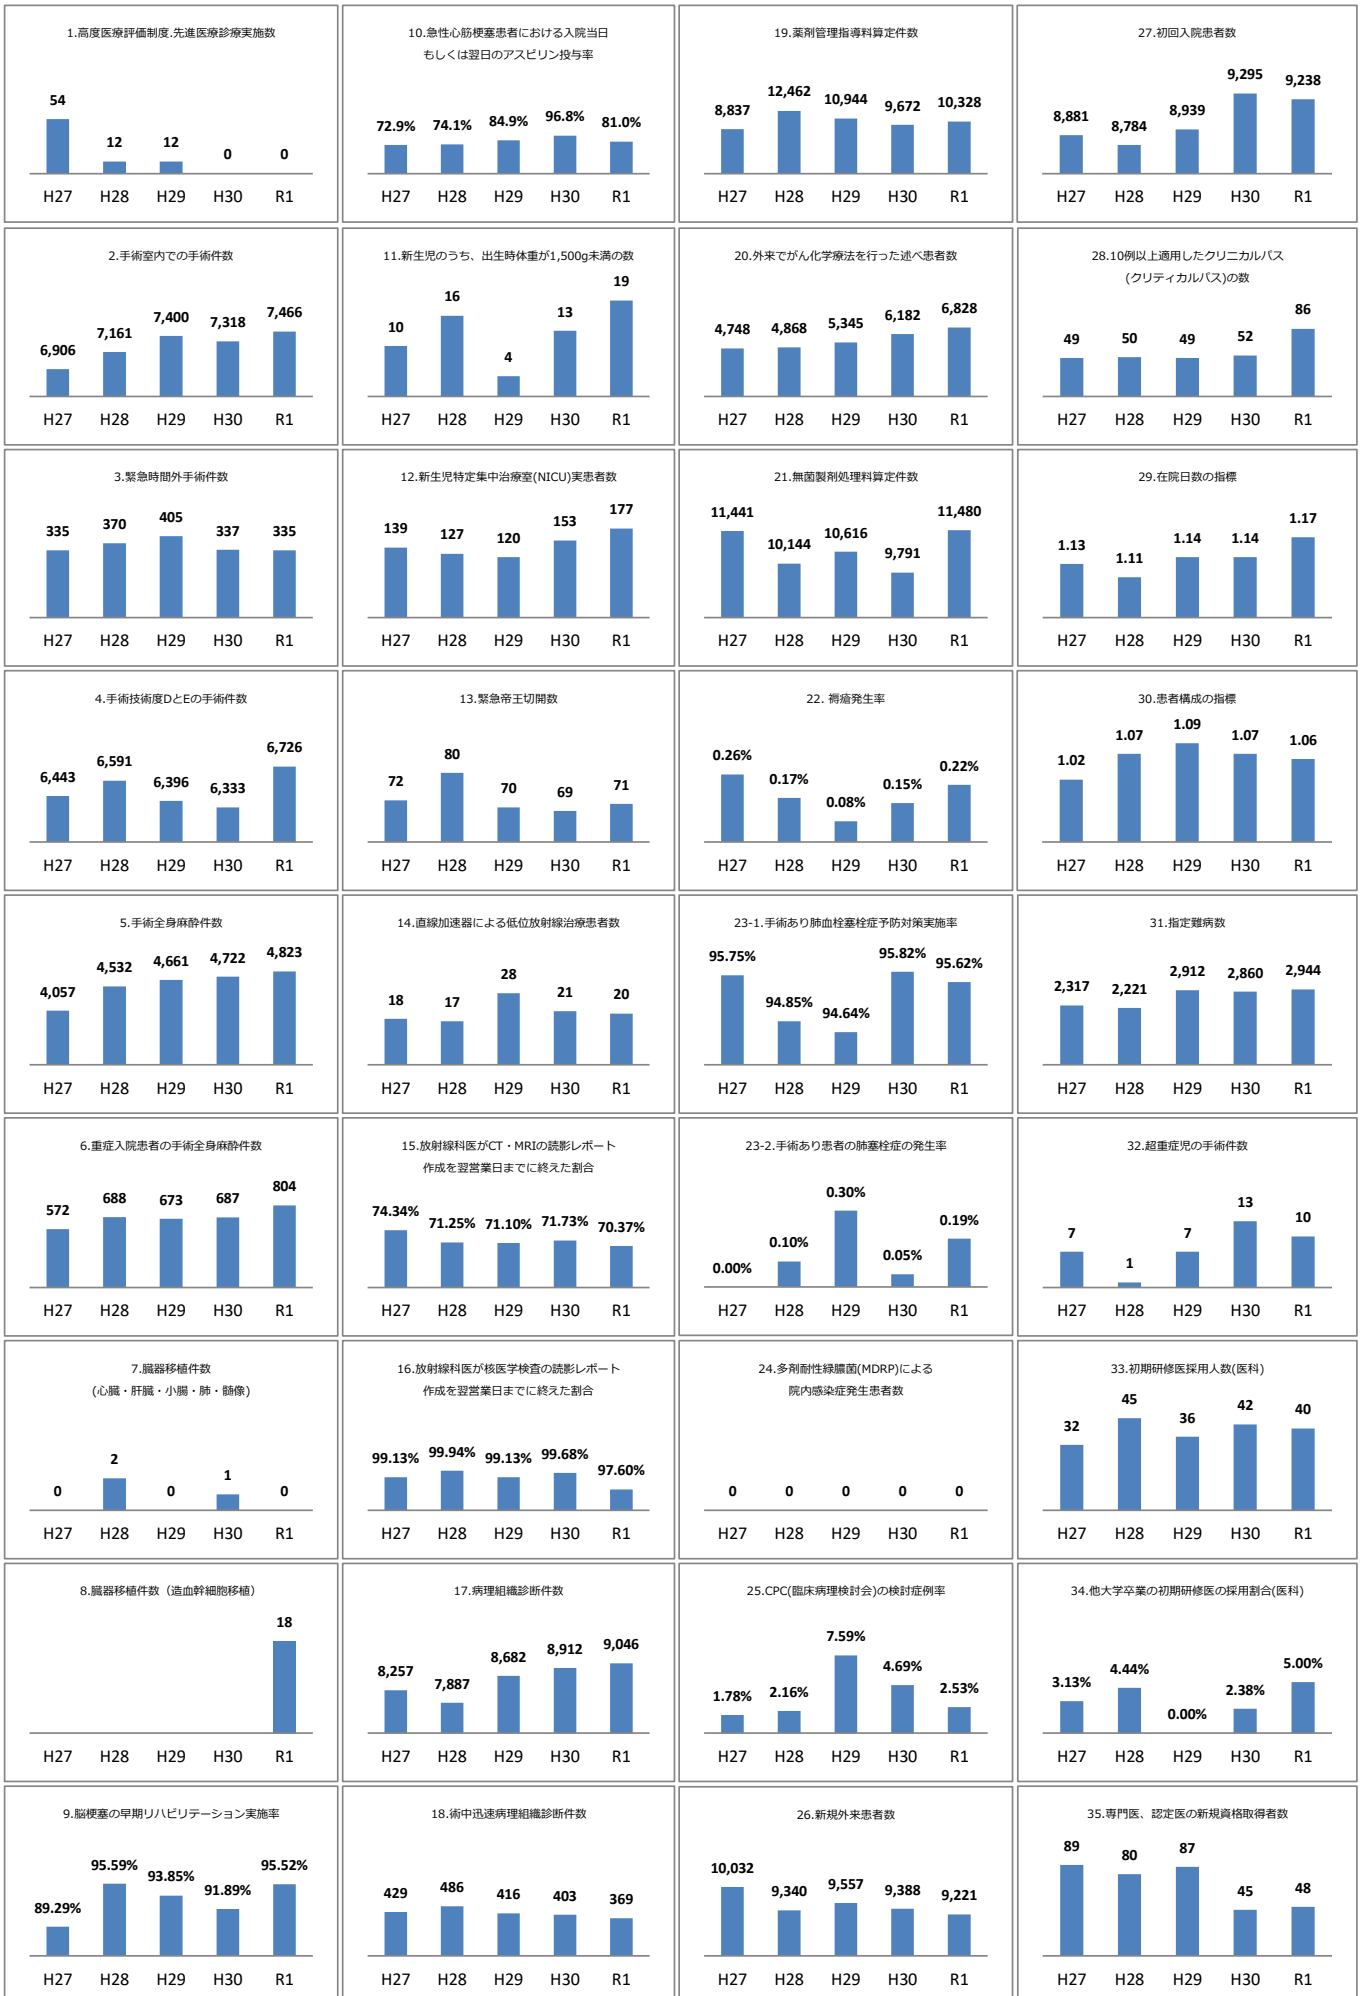 1.高度医療評価制度.先進医療診療実施数
54
12
12
0
0
H27 H28 H29 H30 R1
2.手術室内での手術件数
6,906
7,161
7,400
7,318
7,466
H27 H28 H29 H30 R1
3.緊急時間外手術件数
335
370
405
337
335
H27 H28 H29 H30 R1
4.手術技術度DとEの手術件数
6,443
6,591
6,396
6,333
6,726
H27 H28 H29 H30 R1
5.手術全身麻酔件数
4,057
4,532
4,661
4,722
4,823
H27 H28 H29 H30 R1
6.重症入院患者の手術全身麻酔件数
572
688
673
687
804
H27 H28 H29 H30 R1
7.臓器移植件数
(心臓・肝臓・小腸・肺・髄像)
0
2
0
1
0
H27 H28 H29 H30 R1
8.臓器移植件数（造血幹細胞移植）
18
H27 H28 H29 H30 R1
9.脳梗塞の早期リハビリテーション実施率
89.29%
95.59%
93.85%
91.89%
95.52%
H27 H28 H29 H30 R1
10.急性心筋梗塞患者における入院当日
もしくは翌日のアスピリン投与率
72.9%
74.1%
84.9%
96.8%
81.0%
H27 H28 H29 H30 R1
11.新生児のうち、出生時体重が1,500g未満の数
10
16
4
13
19
H27 H28 H29 H30 R1
12.新生児特定集中治療室(NICU)実患者数
139
127
120
153
177
H27 H28 H29 H30 R1
13.緊急帝王切開数
72
80
70
69
71
H27 H28 H29 H30 R1
14.直線加速器による低位放射線治療患者数
18
17
28
21
20
H27 H28 H29 H30 R1
15.放射線科医がCT・MRIの読影レポート
作成を翌営業日までに終えた割合
74.34%
71.25%
71.10%
71.73%
70.37%
H27 H28 H29 H30 R1
16.放射線科医が核医学検査の読影レポート
作成を翌営業日までに終えた割合
99.13%
99.94%
99.13%
99.68%
97.60%
H27 H28 H29 H30 R1
17.病理組織診断件数
8,257
7,887
8,682
8,912
9,046
H27 H28 H29 H30 R1
18.術中迅速病理組織診断件数
429
486
416
403
369
H27 H28 H29 H30 R1
19.薬剤管理指導料算定件数
8,837
12,462
10,944
9,672
10,328
H27 H28 H29 H30 R1
20.外来でがん化学療法を行った述べ患者数
4,748
4,868
5,345
6,182
6,828
H27 H28 H29 H30 R1
21.無菌製剤処理料算定件数
11,441
10,144
10,616
9,791
11,480
H27 H28 H29 H30 R1
22. 褥瘡発生率
0.26%
0.17%
0.08%
0.15%
0.22%
H27 H28 H29 H30 R1
23-1.手術あり肺血栓塞栓症予防対策実施率
95.75%
94.85%
94.64%
95.82%
95.62%
H27 H28 H29 H30 R1
23-2.手術あり患者の肺塞栓症の発生率
0.00%
0.10%
0.30%
0.05%
0.19%
H27 H28 H29 H30 R1
24.多剤耐性緑膿菌(MDRP)による
院内感染症発生患者数
0
0
0
0
0
H27 H28 H29 H30 R1
25.CPC(臨床病理検討会)の検討症例率
1.78%
2.16%
7.59%
4.69%
2.53%
H27 H28 H29 H30 R1
26.新規外来患者数
10,032
9,340
9,557
9,388
9,221
H27 H28 H29 H30 R1
27.初回入院患者数
8,881
8,784
8,939
9,295
9,238
H27 H28 H29 H30 R1
28.10例以上適用したクリニカルパス
(クリティカルパス)の数
49
50
49
52
86
H27 H28 H29 H30 R1
29.在院日数の指標
1.13
1.11
1.14
1.14
1.17
H27 H28 H29 H30 R1
30.患者構成の指標
1.02
1.07
1.09
1.07
1.06
H27 H28 H29 H30 R1
31.指定難病数
2,317
2,221
2,912
2,860
2,944
H27 H28 H29 H30 R1
32.超重症児の手術件数
7
1
7
13
10
H27 H28 H29 H30 R1
33.初期研修医採用人数(医科)
32
45
36
42
40
H27 H28 H29 H30 R1
34.他大学卒業の初期研修医の採用割合(医科)
3.13%
4.44%
0.00%
2.38%
5.00%
H27 H28 H29 H30 R1
35.専門医、認定医の新規資格取得者数
89
80
87
45
48
H27 H28 H29 H30 R1